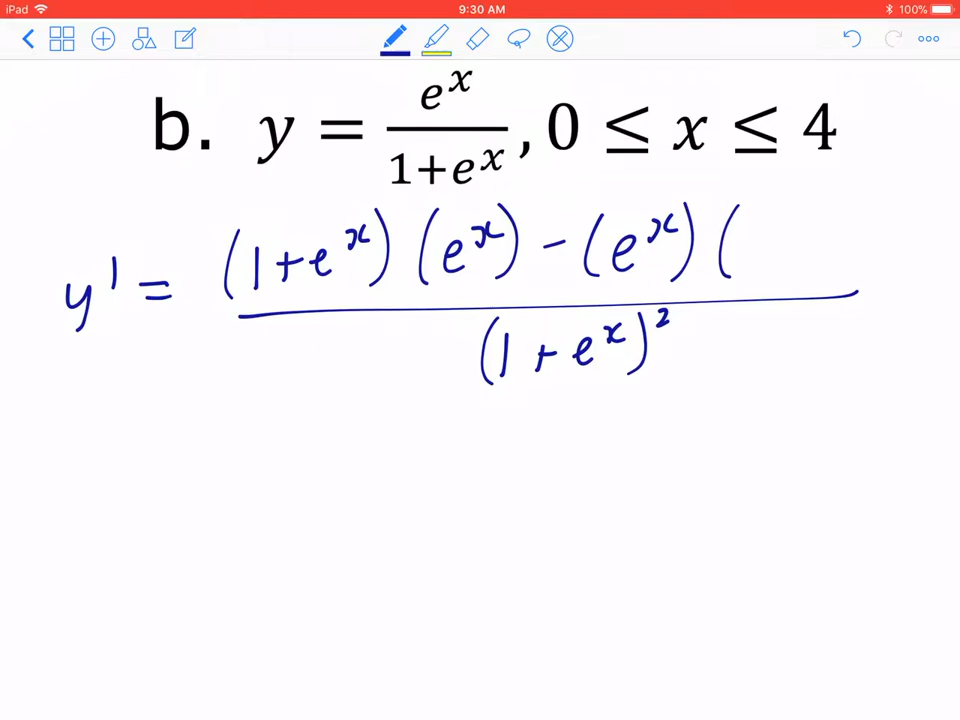 iPad 9:30 AM 100%
b. y = e^x / 1+e^x , 0 ≤ x ≤ 4
y' = (1+e^x)(e^x) - (e^x)( / (1+e^x)^2